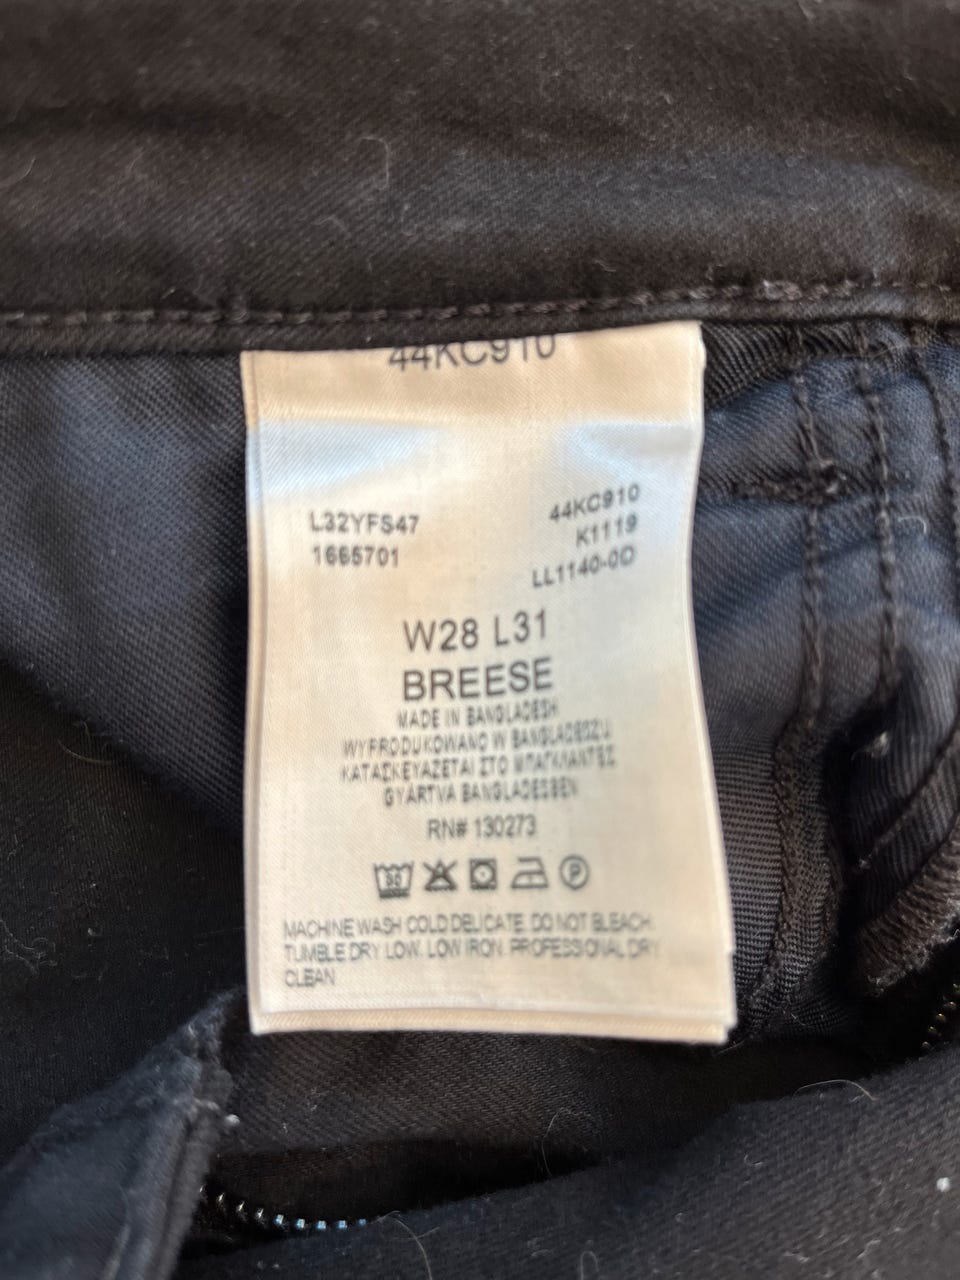 44KC910
L32YFS47
1665701
44KC910
K1119
LL1140-0D
W28 L31
BREESE
MADE IN BANGLADESH
WYPRODUKOWANO W BANGLADESZU
ΚΑΤΑΣΚΕΥΑΖΕΤΑΙ ΣΤΟ ΜΠΑΓΚΛΑΝΤΕΣ
GYÁRTVA BANGLADESBEN
RN# 130273
30 P
MACHINE WASH COLD DELICATE. DO NOT BLEACH.
TUMBLE DRY LOW. LOW IRON. PROFESSIONAL DRY
CLEAN